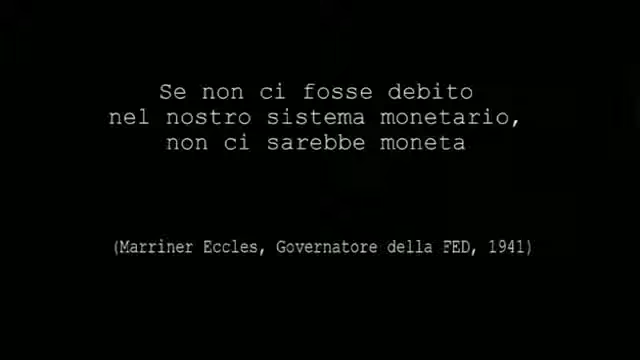 Se non ci fosse debito
nel nostro sistema monetario,
non ci sarebbe moneta
(Marriner Eccles, Governatore della FED, 1941)